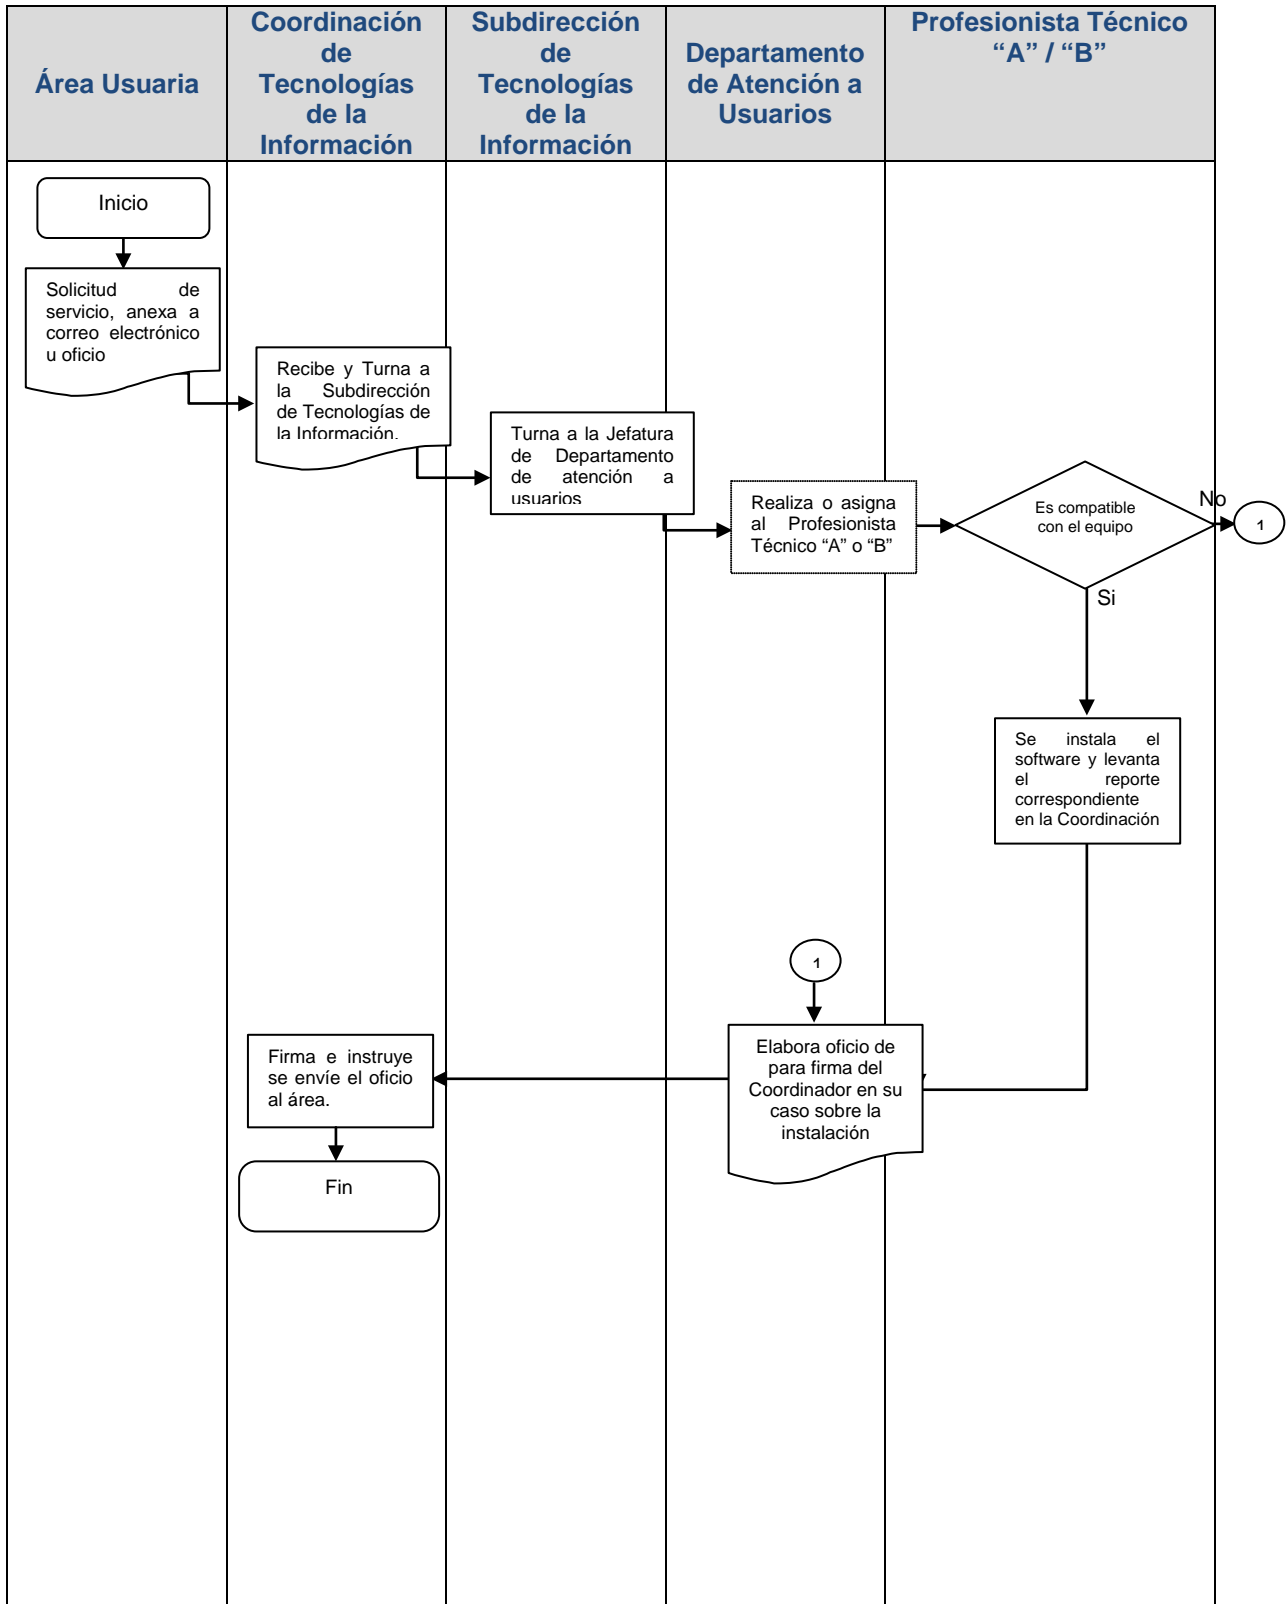 Área Usuaria
Coordinación
de
Tecnologías
de la
Información
Subdirección
de
Tecnologías
de la
Información
Departamento
de Atención a
Usuarios
Profesionista Técnico
“A” / “B”
Inicio
Solicitud de
servicio, anexa a
correo electrónico
u oficio
Recibe y Turna a
la Subdirección
de Tecnologías de
la Información.
Turna a la Jefatura
de Departamento
de atención a
usuarios
Realiza o asigna
al Profesionista
Técnico “A” o “B”
Es compatible
con el equipo
No
1
Si
Se instala el
software y levanta
el reporte
correspondiente
en la Coordinación
1
Elabora oficio de
para firma del
Coordinador en su
caso sobre la
instalación
Firma e instruye
se envíe el oficio
al área.
Fin